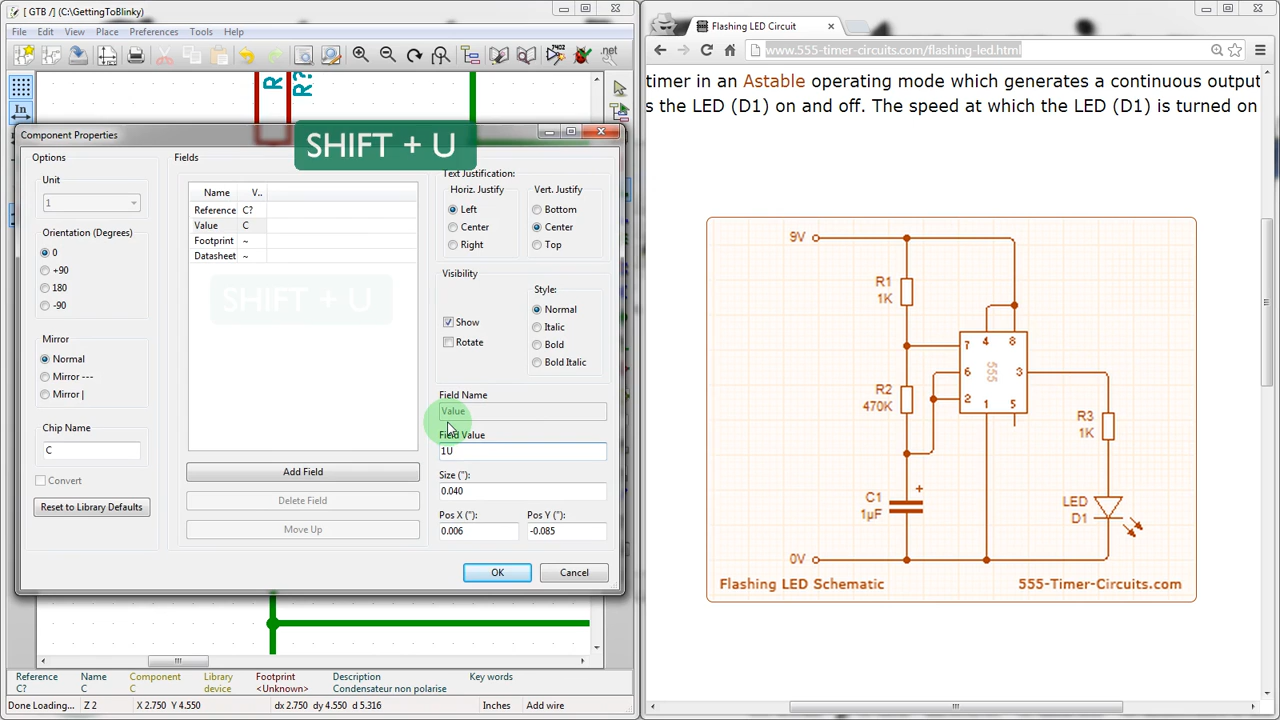 [ GTB /] (C:\GettingToBlinky)
File Edit View Place Preferences Tools Help
.net
In
R
R?
Component Properties
SHIFT + U
Options
Unit
1
Orientation (Degrees)
0
+90
180
-90
Mirror
Normal
Mirror ---
Mirror |
Chip Name
C
Convert
Reset to Library Defaults
Fields
Name V..
Reference C?
Value C
Footprint ~
Datasheet ~
SHIFT + U
Add Field
Delete Field
Move Up
Text Justification:
Horiz. Justify
Left
Center
Right
Vert. Justify
Bottom
Center
Top
Visibility
Show
Rotate
Style:
Normal
Italic
Bold
Bold Italic
Field Name
Value
Field Value
1U
Size ("):
0.040
Pos X ("):
0.006
Pos Y ("):
-0.085
OK
Cancel
Reference Name Component Library Footprint Description Key words
C? C C device <Unknown> Condensateur non polarise
Done Loading... Z 2 X 2.750 Y 4.550 dx 2.750 dy 4.550 d 5.316 Inches Add wire
Flashing LED Circuit
www.555-timer-circuits.com/flashing-led.html
timer in an Astable operating mode which generates a continuous output
s the LED (D1) on and off. The speed at which the LED (D1) is turned on
9V
R1
1K
4 8
7
6
2
555
3
1 5
R2
470K
R3
1K
C1
1µF
+
LED
D1
0V
Flashing LED Schematic
555-Timer-Circuits.com